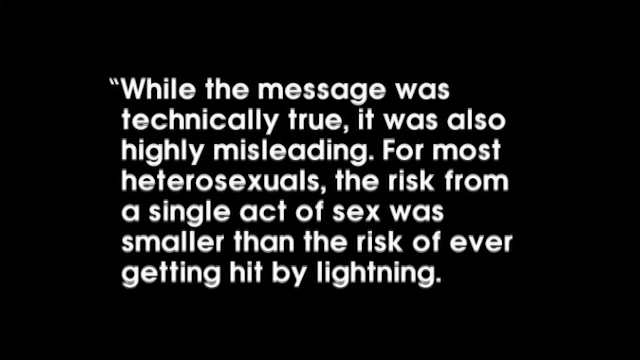 “While the message was
technically true, it was also
highly misleading. For most
heterosexuals, the risk from
a single act of sex was
smaller than the risk of ever
getting hit by lightning.